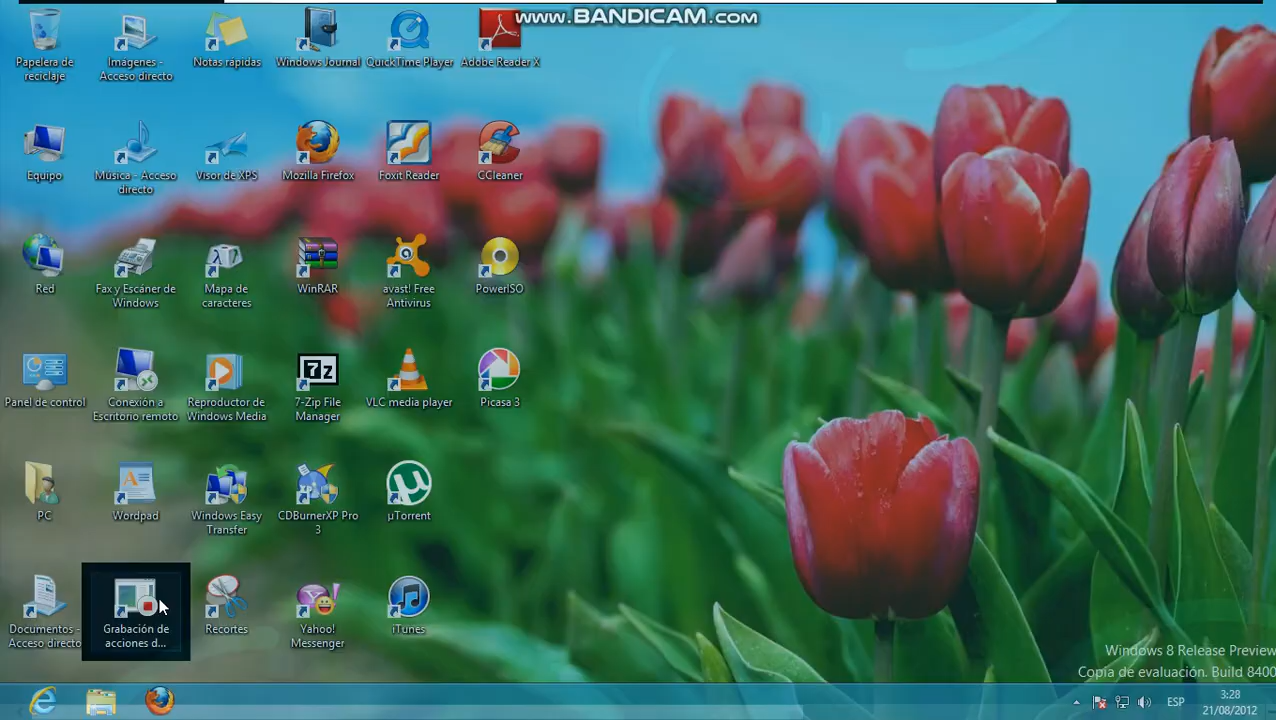 www.BANDICAM.com
Papelera de
reciclaje
Imagenes -
Acceso directo
Notas rapidas
Windows Journal
QuickTime Player
Adobe Reader X
Equipo
Música - Acceso
directo
Visor de XPS
Mozilla Firefox
Foxit Reader
CCleaner
Red
Fax y Escáner de
Windows
Mapa de
caracteres
WinRAR
avast! Free
Antivirus
PowerISO
Panel de control
Conexión a
Escritorio remoto
Reproductor de
Windows Media
7z
7-Zip File
Manager
VLC media player
Picasa 3
PC
Wordpad
Windows Easy
Transfer
CDBurnerXP Pro
3
µTorrent
Documentos -
Acceso directo
Grabación de
acciones d...
Recortes
Yahoo!
Messenger
iTunes
Windows 8 Release Preview
Copia de evaluación. Build 8400
ESP
3:28
21/08/2012